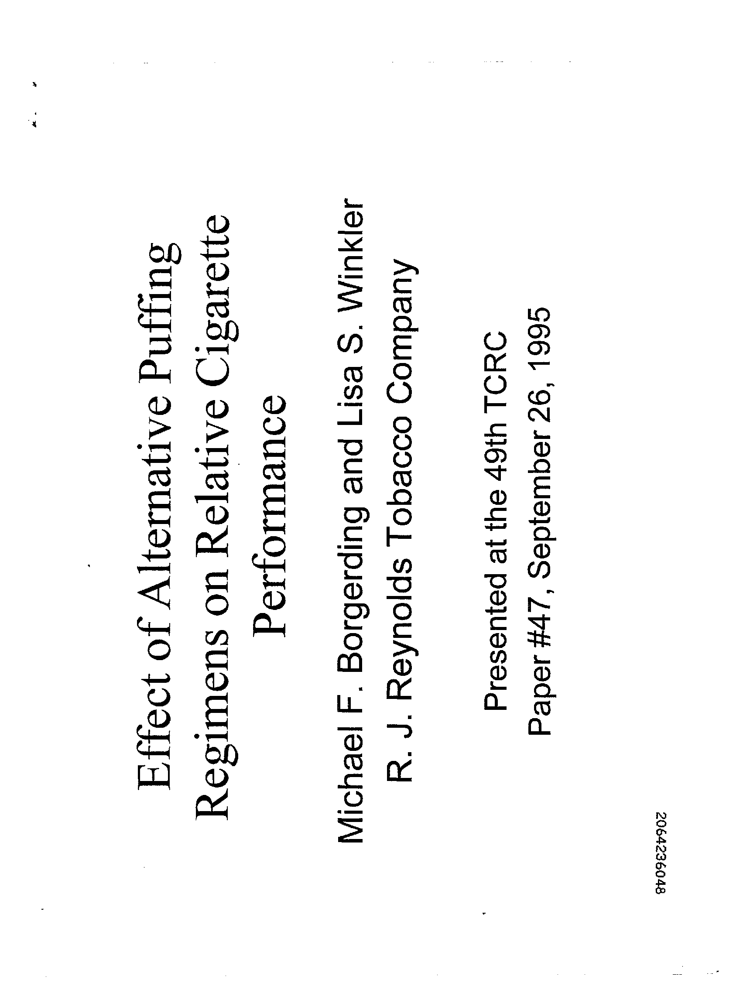 Effect of Alternative Puffing
Regimens on Relative Cigarette
Performance
Michael F. Borgerding and Lisa S. Winkler
R. J. Reynolds Tobacco Company
Presented at the 49th TCRC
Paper #47, September 26, 1995
2064236048